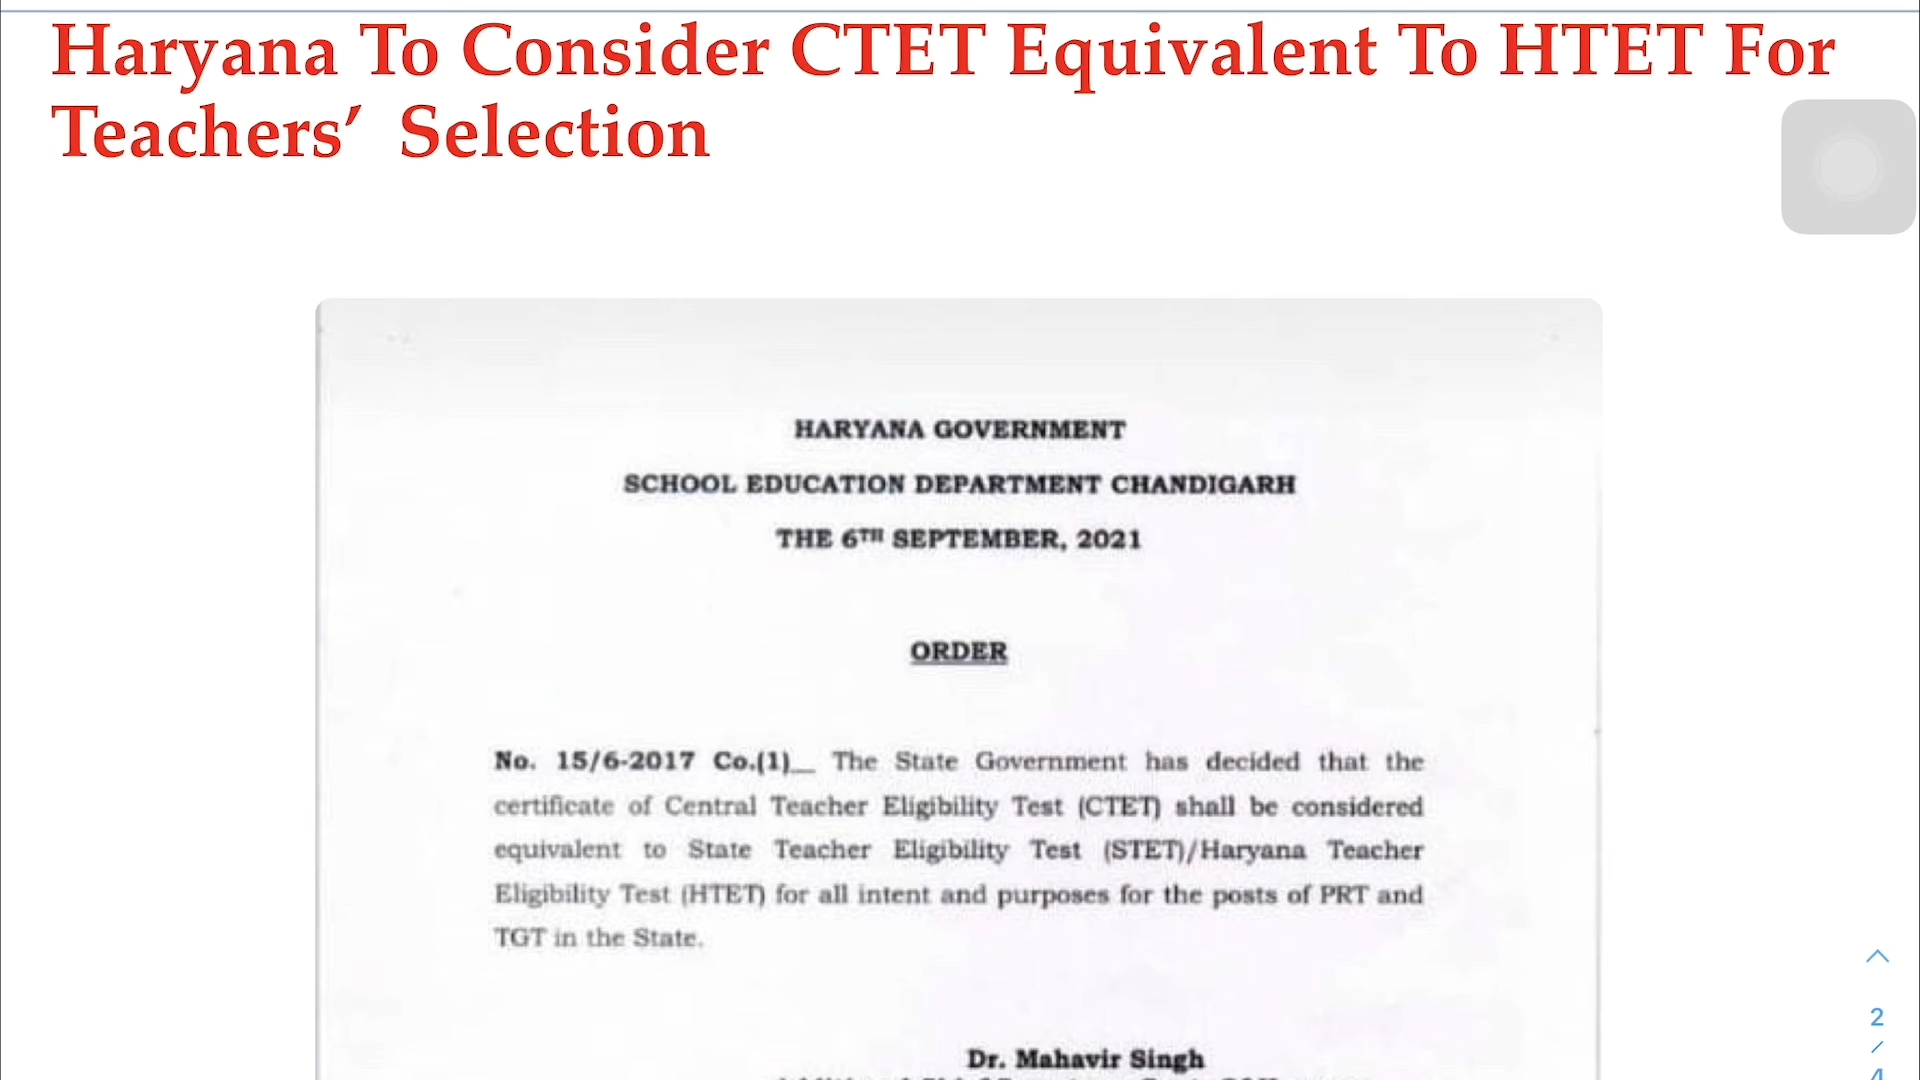 Haryana To Consider CTET Equivalent To HTET For
Teachers’ Selection
HARYANA GOVERNMENT
SCHOOL EDUCATION DEPARTMENT CHANDIGARH
THE 6TH SEPTEMBER, 2021
ORDER
No. 15/6-2017 Co.(1)_ The State Government has decided that the
certificate of Central Teacher Eligibility Test (CTET) shall be considered
equivalent to State Teacher Eligibility Test (STET)/Haryana Teacher
Eligibility Test (HTET) for all intent and purposes for the posts of PRT and
TGT in the State.
Dr. Mahavir Singh
2
/
4